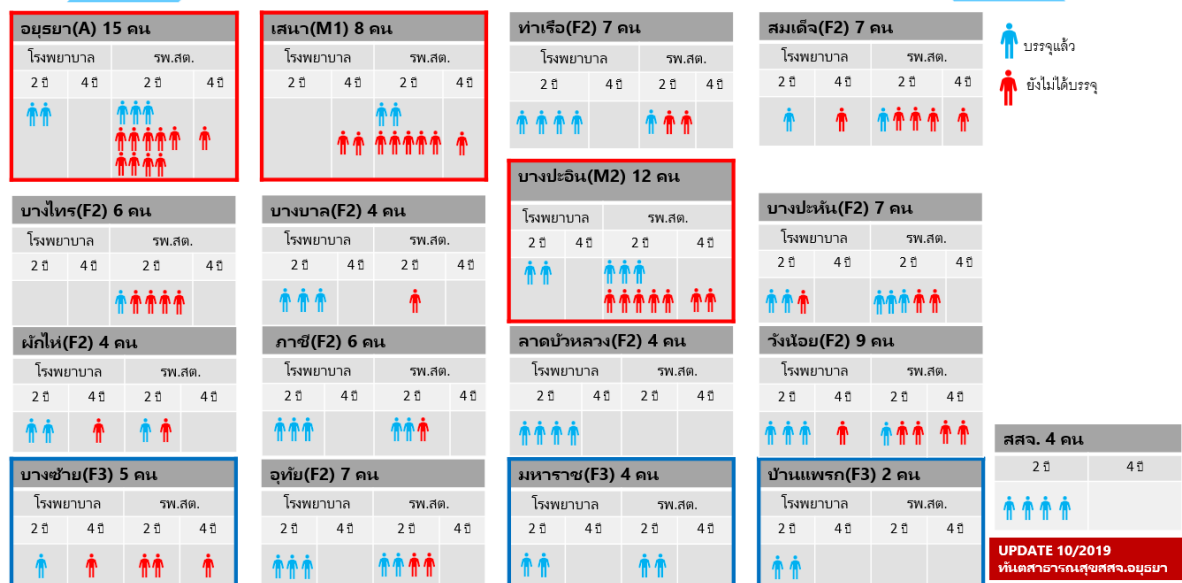 อยุธยา(A) 15 คน
โรงพยาบาล รพ.สต.
2 ปี 4 ปี 2 ปี 4 ปี
เสนา(M1) 8 คน
โรงพยาบาล รพ.สต.
2 ปี 4 ปี 2 ปี 4 ปี
ท่าเรือ(F2) 7 คน
โรงพยาบาล รพ.สต.
2 ปี 4 ปี 2 ปี 4 ปี
สมเด็จ(F2) 7 คน
โรงพยาบาล รพ.สต.
2 ปี 4 ปี 2 ปี 4 ปี
บรรจุแล้ว
ยังไม่ได้บรรจุ
บางไทร(F2) 6 คน
โรงพยาบาล รพ.สต.
2 ปี 4 ปี 2 ปี 4 ปี
บางบาล(F2) 4 คน
โรงพยาบาล รพ.สต.
2 ปี 4 ปี 2 ปี 4 ปี
บางปะอิน(M2) 12 คน
โรงพยาบาล รพ.สต.
2 ปี 4 ปี 2 ปี 4 ปี
บางปะหัน(F2) 7 คน
โรงพยาบาล รพ.สต.
2 ปี 4 ปี 2 ปี 4 ปี
ผักไห่(F2) 4 คน
โรงพยาบาล รพ.สต.
2 ปี 4 ปี 2 ปี 4 ปี
ภาชี(F2) 6 คน
โรงพยาบาล รพ.สต.
2 ปี 4 ปี 2 ปี 4 ปี
ลาดบัวหลวง(F2) 4 คน
โรงพยาบาล รพ.สต.
2 ปี 4 ปี 2 ปี 4 ปี
วังน้อย(F2) 9 คน
โรงพยาบาล รพ.สต.
2 ปี 4 ปี 2 ปี 4 ปี
บางซ้าย(F3) 5 คน
โรงพยาบาล รพ.สต.
2 ปี 4 ปี 2 ปี 4 ปี
อุทัย(F2) 7 คน
โรงพยาบาล รพ.สต.
2 ปี 4 ปี 2 ปี 4 ปี
มหาราช(F3) 4 คน
โรงพยาบาล รพ.สต.
2 ปี 4 ปี 2 ปี 4 ปี
บ้านแพรก(F3) 2 คน
โรงพยาบาล รพ.สต.
2 ปี 4 ปี 2 ปี 4 ปี
สสจ. 4 คน
2 ปี 4 ปี
UPDATE 10/2019
ทันตสาธารณสุขสสจ.อยุธยา